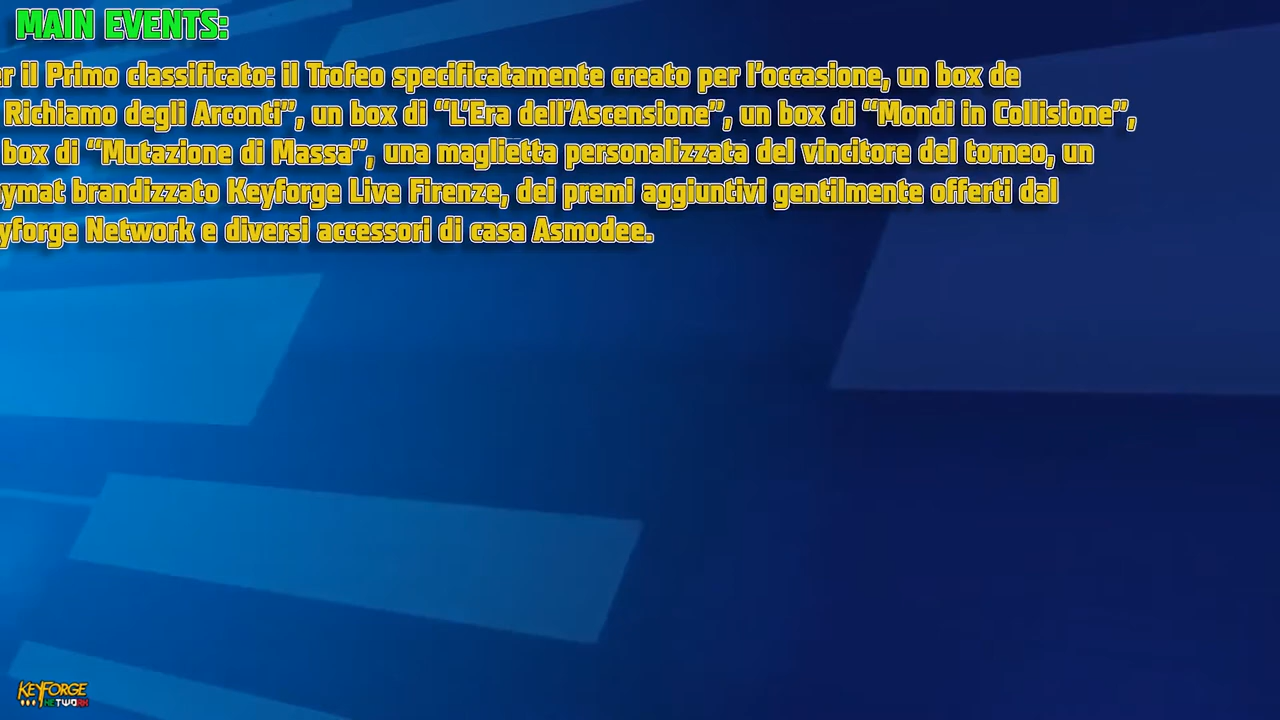 MAIN EVENTS:
er il Primo classificato: il Trofeo specificatamente creato per l'occasione, un box de
Richiamo degli Arconti”, un box di “L'Era dell'Ascensione”, un box di “Mondi in Collisione”,
box di “Mutazione di Massa”, una maglietta personalizzata del vincitore del torneo, un
ymat brandizzato Keyforge Live Firenze, dei premi aggiuntivi gentilmente offerti dal
yforge Network e diversi accessori di casa Asmodee.
KEYFORGE
NETWORK